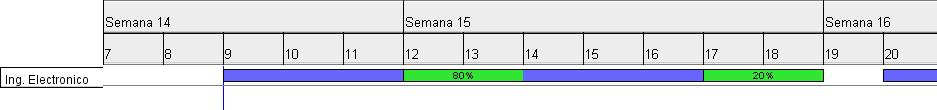 Semana 14 Semana 15 Semana 16
7 8 9 10 11 12 13 14 15 16 17 18 19 20
Ing. Electronico 80% 20%